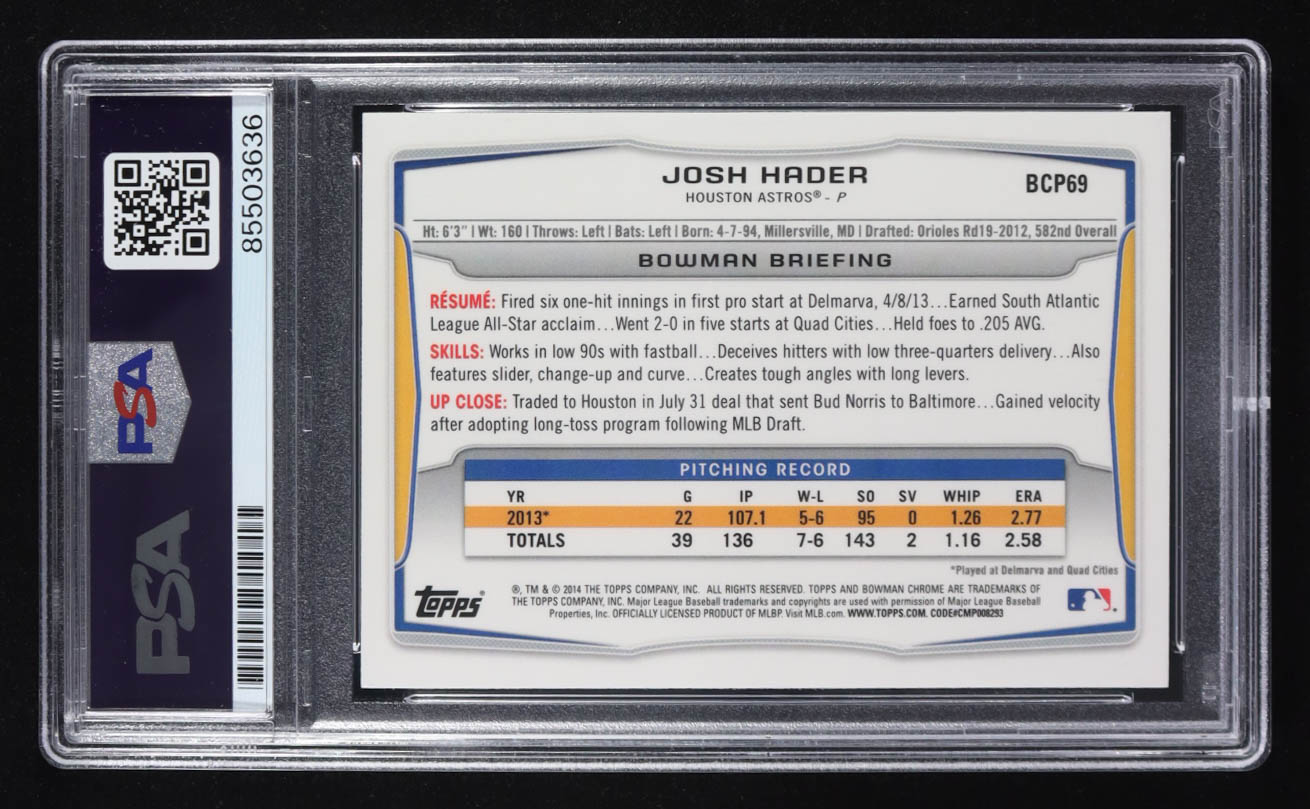 85503636
PSA
PSA
JOSH HADER
HOUSTON ASTROS® - P
BCP69
Ht: 6'3" | Wt: 160 | Throws: Left | Bats: Left | Born: 4-7-94, Millersville, MD | Drafted: Orioles Rd19-2012, 582nd Overall
BOWMAN BRIEFING
RÉSUMÉ: Fired six one-hit innings in first pro start at Delmarva, 4/8/13...Earned South Atlantic
League All-Star acclaim...Went 2-0 in five starts at Quad Cities...Held foes to .205 AVG.
SKILLS: Works in low 90s with fastball...Deceives hitters with low three-quarters delivery...Also
features slider, change-up and curve...Creates tough angles with long levers.
UP CLOSE: Traded to Houston in July 31 deal that sent Bud Norris to Baltimore...Gained velocity
after adopting long-toss program following MLB Draft.
PITCHING RECORD
YR G IP W-L SO SV WHIP ERA
2013* 22 107.1 5-6 95 0 1.26 2.77
TOTALS 39 136 7-6 143 2 1.16 2.58
*Played at Delmarva and Quad Cities
Topps®
®, TM & © 2014 THE TOPPS COMPANY, INC. ALL RIGHTS RESERVED. TOPPS AND BOWMAN CHROME ARE TRADEMARKS OF
THE TOPPS COMPANY, INC. Major League Baseball trademarks and copyrights are used with permission of Major League Baseball
Properties, Inc. OFFICIALLY LICENSED PRODUCT OF MLBP. Visit MLB.com. WWW.TOPPS.COM. CODE#CMP008293